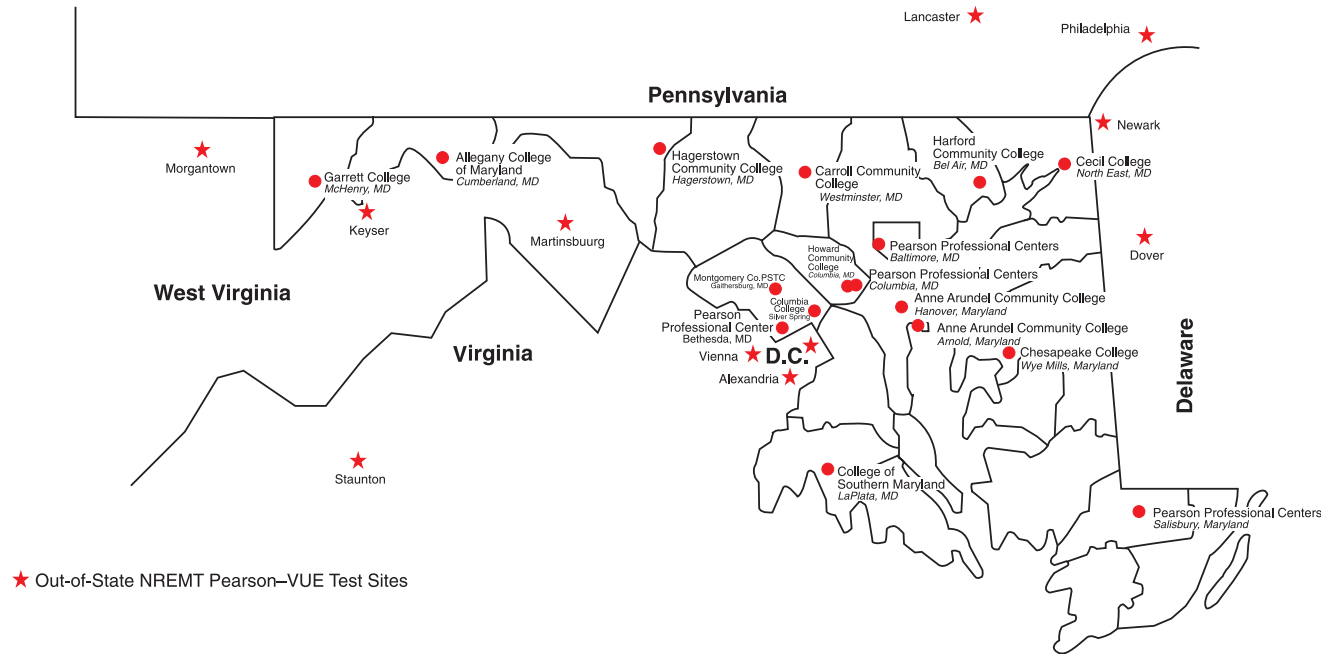 Lancaster
Philadelphia
Pennsylvania
Newark
Morgantown
Garrett College
McHenry, MD
Allegany College
of Maryland
Cumberland, MD
Hagerstown
Community College
Hagerstown, MD
Carroll Community
College
Westminster, MD
Harford
Community College
Bel Air, MD
Cecil College
North East, MD
Keyser
Martinsbuurg
Dover
Pearson Professional Centers
Baltimore, MD
Howard
Community
College
Columbia, MD
Pearson Professional Centers
Columbia, MD
Montgomery Co.PSTC
Gaithersburg, MD
Columbia
College
Silver Spring
West Virginia
Anne Arundel Community College
Hanover, Maryland
Pearson
Professional Center
Bethesda, MD
Anne Arundel Community College
Arnold, Maryland
Virginia
Vienna
D.C.
Chesapeake College
Wye Mills, Maryland
Alexandria
Delaware
Staunton
College of
Southern Maryland
LaPlata, MD
Pearson Professional Centers
Salisbury, Maryland
Out-of-State NREMT Pearson–VUE Test Sites